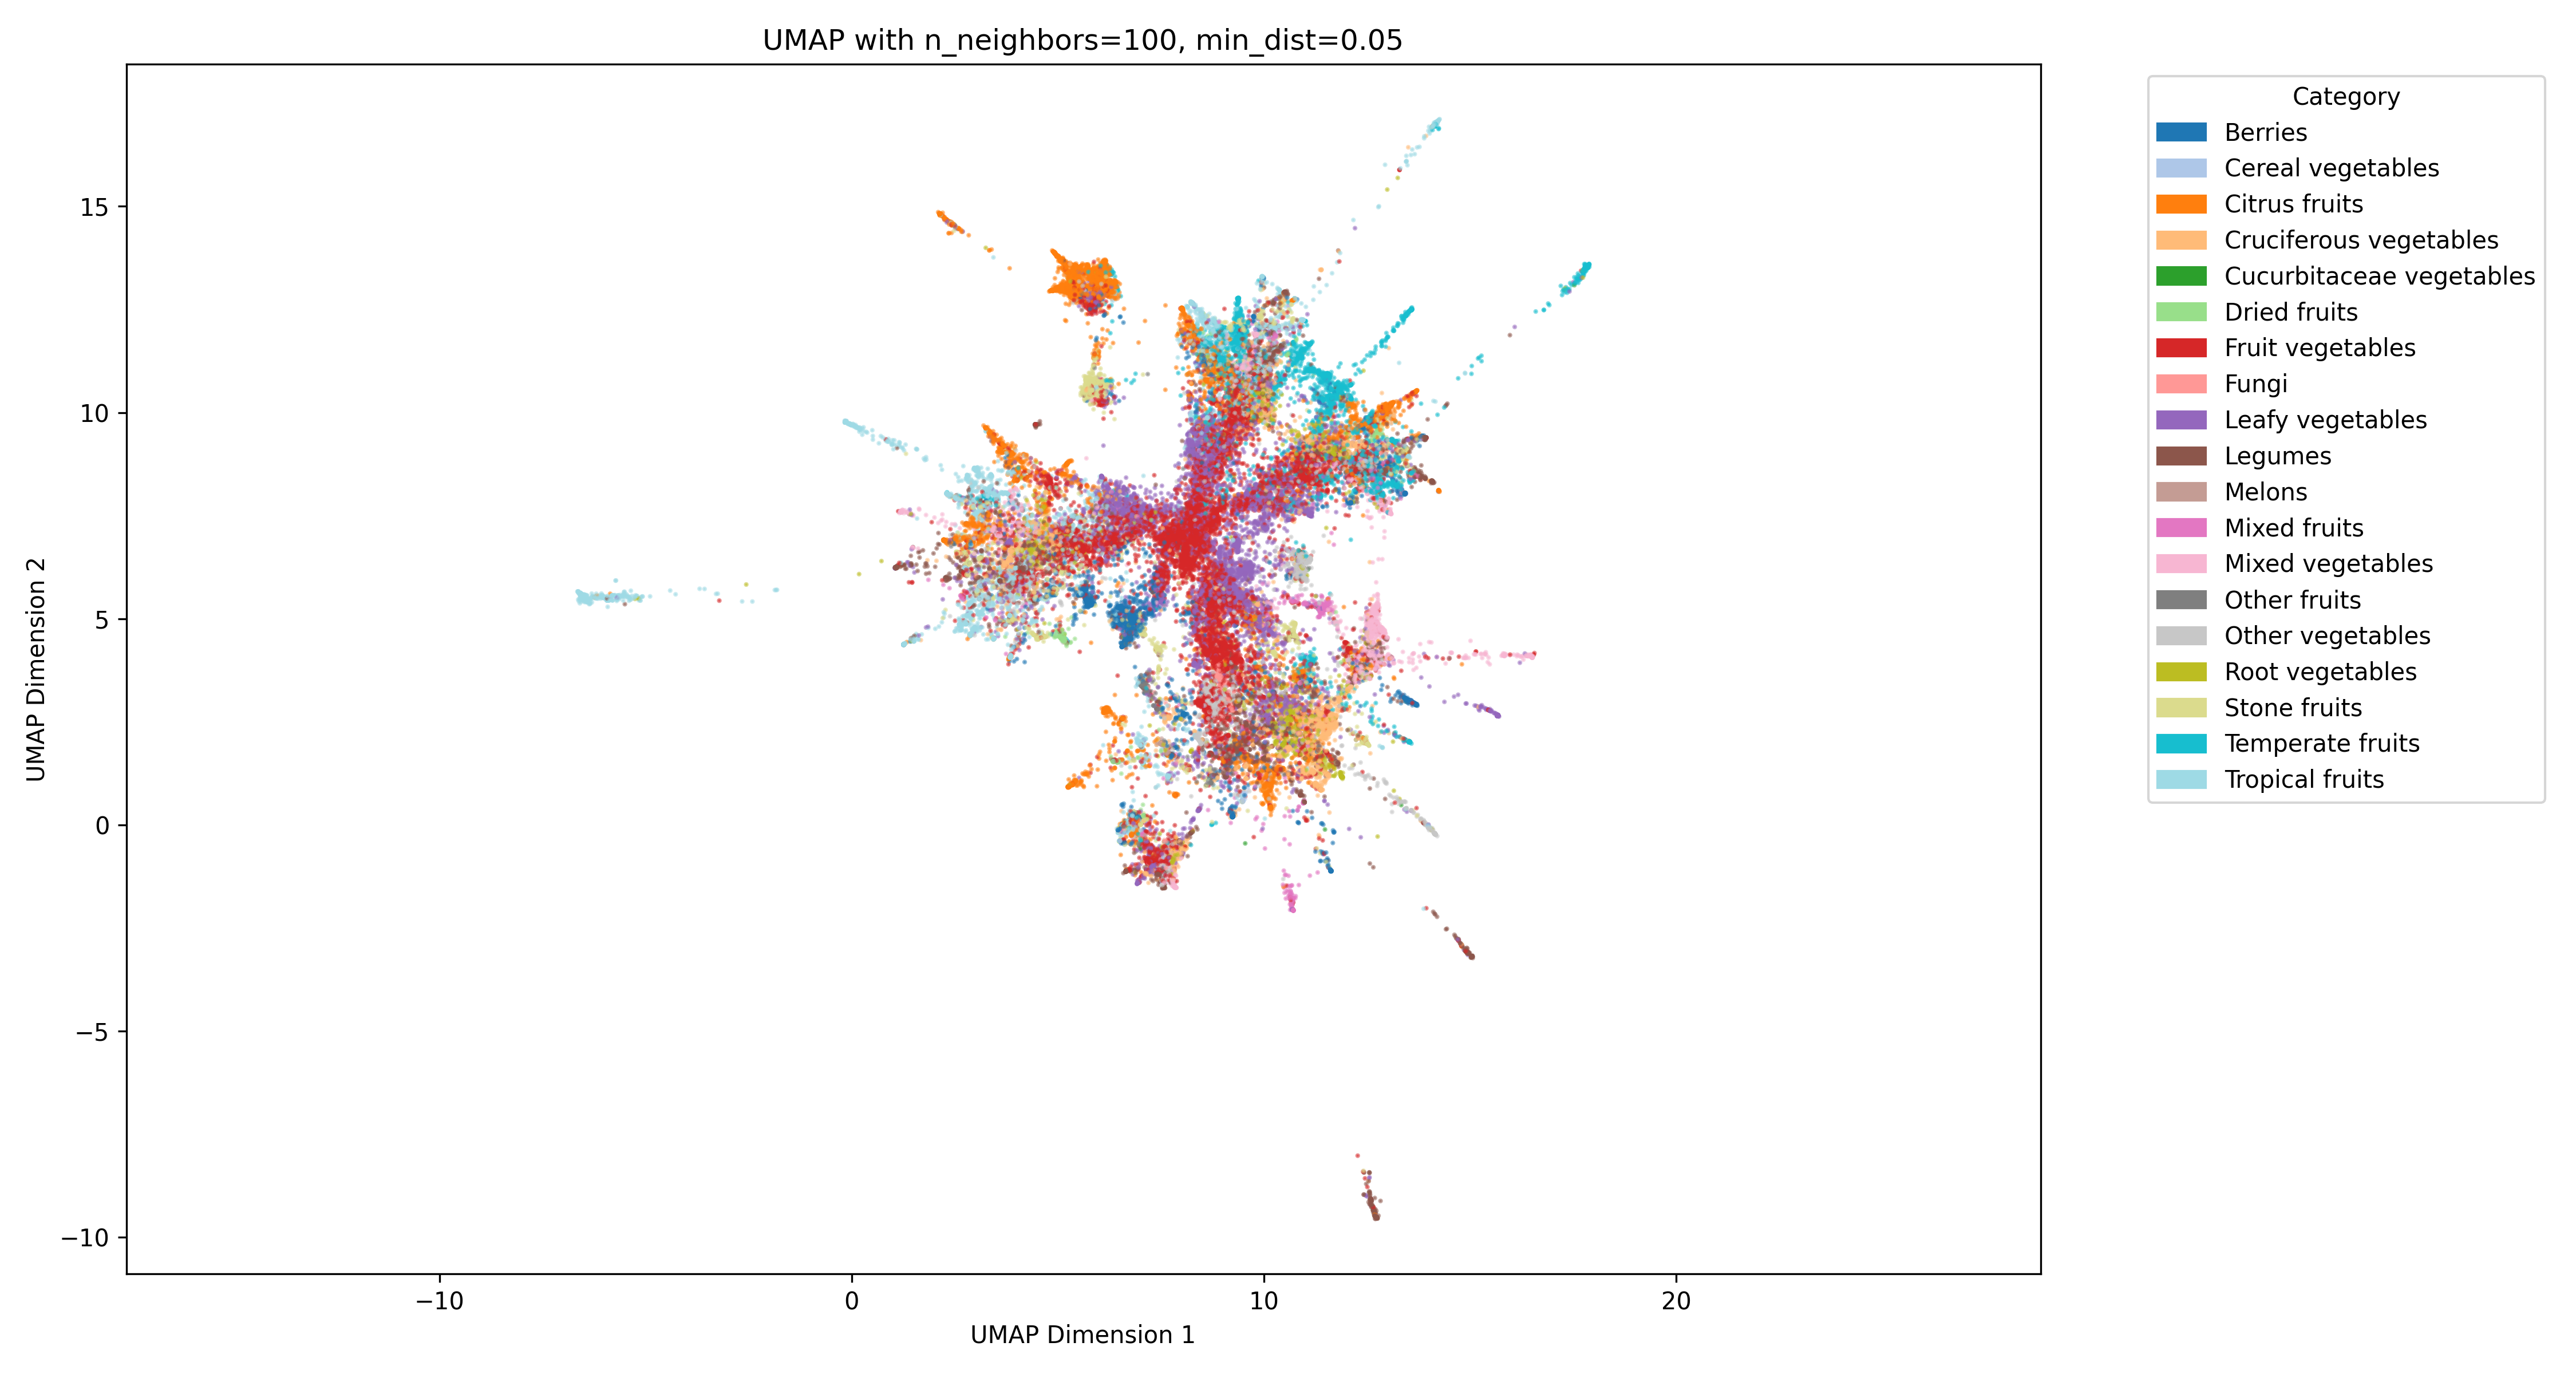 UMAP with n_neighbors=100, min_dist=0.05
Category
Berries
Cereal vegetables
Citrus fruits
Cruciferous vegetables
Cucurbitaceae vegetables
Dried fruits
Fruit vegetables
Fungi
Leafy vegetables
Legumes
Melons
Mixed fruits
Mixed vegetables
Other fruits
Other vegetables
Root vegetables
Stone fruits
Temperate fruits
Tropical fruits
UMAP Dimension 2
15
10
5
0
−5
−10
−10
0
10
20
UMAP Dimension 1